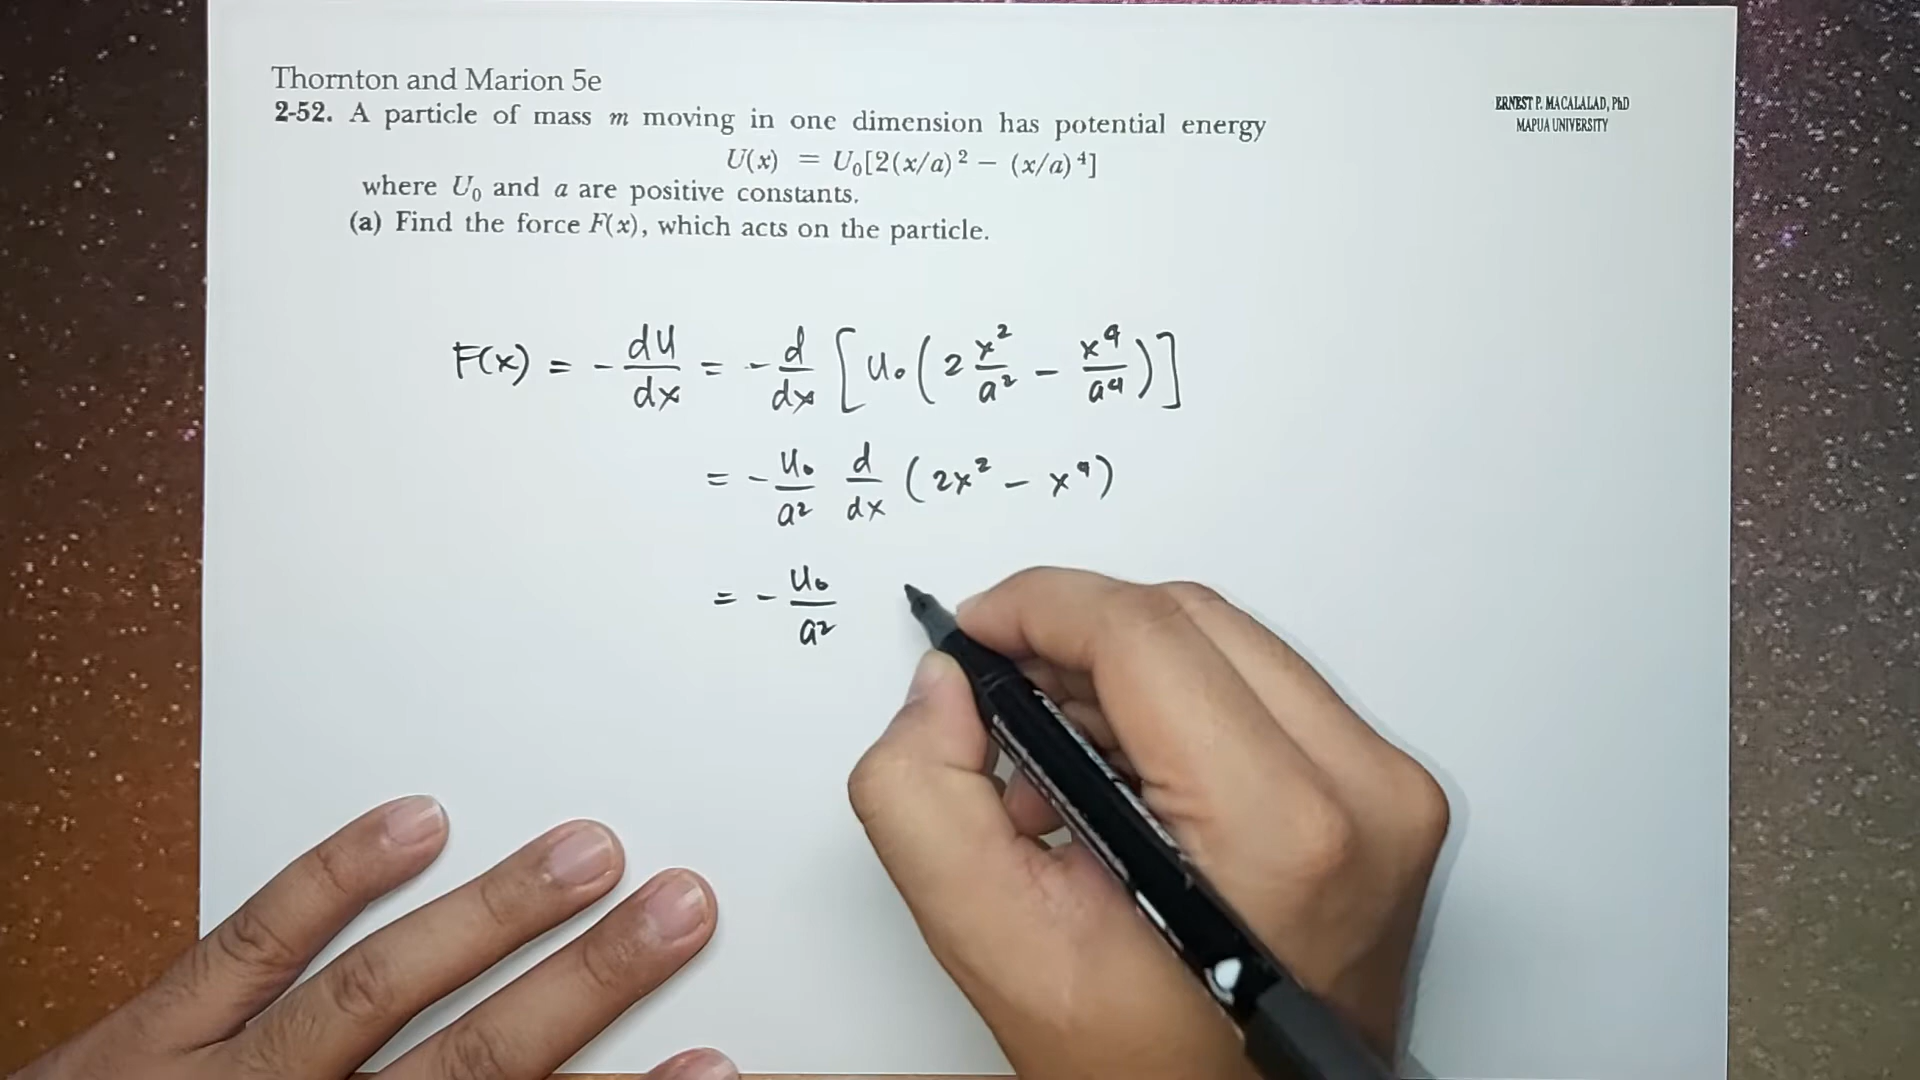 Thornton and Marion 5e
ERNEST P. MACALALAD, PhD
MAPUA UNIVERSITY
2-52. A particle of mass m moving in one dimension has potential energy
U(x) = U₀[2(x/a)² − (x/a)⁴]
where U₀ and a are positive constants.
(a) Find the force F(x), which acts on the particle.
F(x) = - dU/dx = - d/dx [U₀(2 x²/a² - x⁴/a⁴)]
= - U₀/a² d/dx (2x² - x⁴)
= - U₀/a²